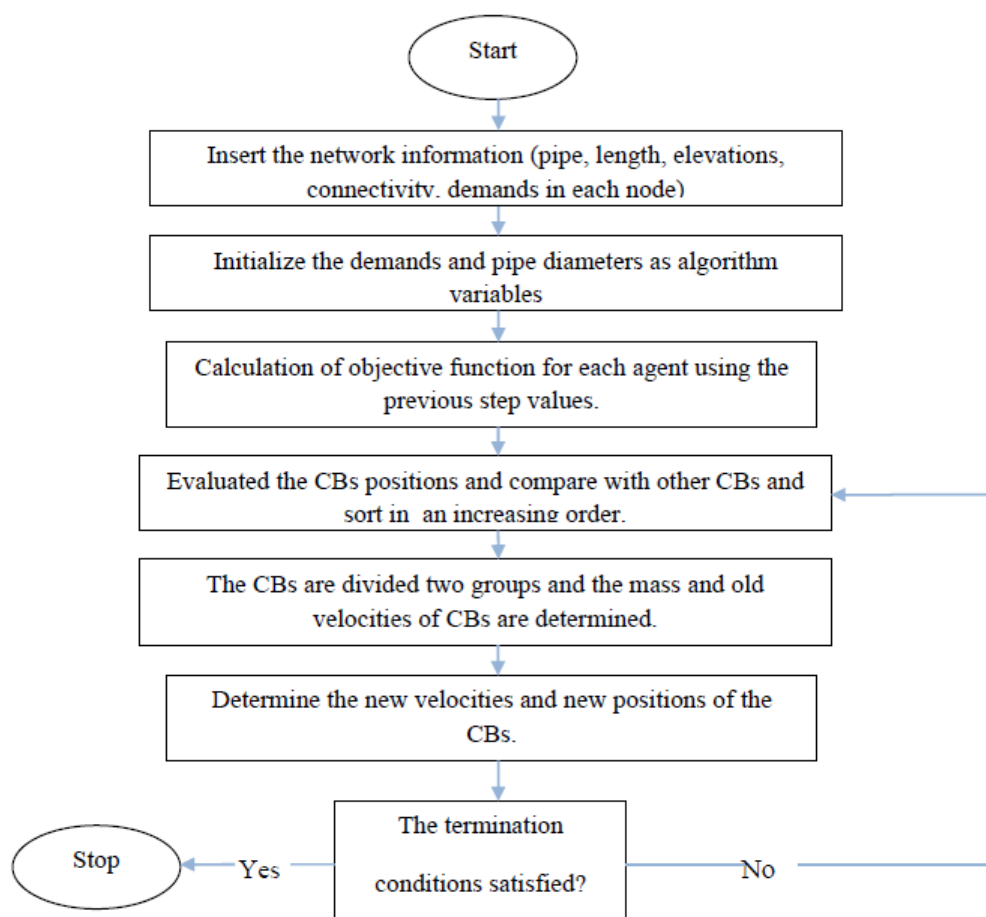 Start
Insert the network information (pipe, length, elevations,
connectivity, demands in each node)
Initialize the demands and pipe diameters as algorithm
variables
Calculation of objective function for each agent using the
previous step values.
Evaluated the CBs positions and compare with other CBs and
sort in an increasing order.
The CBs are divided two groups and the mass and old
velocities of CBs are determined.
Determine the new velocities and new positions of the
CBs.
The termination
conditions satisfied?
Stop
Yes
No